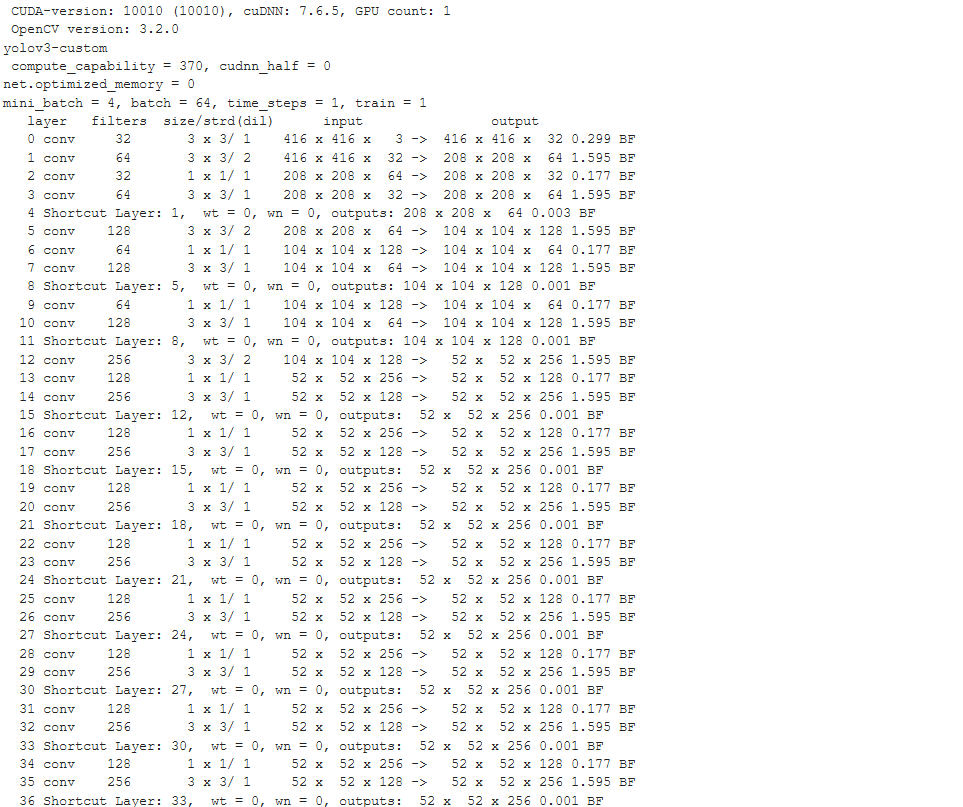 CUDA-version: 10010 (10010), cuDNN: 7.6.5, GPU count: 1
OpenCV version: 3.2.0
yolov3-custom
compute_capability = 370, cudnn_half = 0
net.optimized_memory = 0
mini_batch = 4, batch = 64, time_steps = 1, train = 1
layer filters size/strd(dil) input output
0 conv 32 3 x 3/ 1 416 x 416 x 3 -> 416 x 416 x 32 0.299 BF
1 conv 64 3 x 3/ 2 416 x 416 x 32 -> 208 x 208 x 64 1.595 BF
2 conv 32 1 x 1/ 1 208 x 208 x 64 -> 208 x 208 x 32 0.177 BF
3 conv 64 3 x 3/ 1 208 x 208 x 32 -> 208 x 208 x 64 1.595 BF
4 Shortcut Layer: 1, wt = 0, wn = 0, outputs: 208 x 208 x 64 0.003 BF
5 conv 128 3 x 3/ 2 208 x 208 x 64 -> 104 x 104 x 128 1.595 BF
6 conv 64 1 x 1/ 1 104 x 104 x 128 -> 104 x 104 x 64 0.177 BF
7 conv 128 3 x 3/ 1 104 x 104 x 64 -> 104 x 104 x 128 1.595 BF
8 Shortcut Layer: 5, wt = 0, wn = 0, outputs: 104 x 104 x 128 0.001 BF
9 conv 64 1 x 1/ 1 104 x 104 x 128 -> 104 x 104 x 64 0.177 BF
10 conv 128 3 x 3/ 1 104 x 104 x 64 -> 104 x 104 x 128 1.595 BF
11 Shortcut Layer: 8, wt = 0, wn = 0, outputs: 104 x 104 x 128 0.001 BF
12 conv 256 3 x 3/ 2 104 x 104 x 128 -> 52 x 52 x 256 1.595 BF
13 conv 128 1 x 1/ 1 52 x 52 x 256 -> 52 x 52 x 128 0.177 BF
14 conv 256 3 x 3/ 1 52 x 52 x 128 -> 52 x 52 x 256 1.595 BF
15 Shortcut Layer: 12, wt = 0, wn = 0, outputs: 52 x 52 x 256 0.001 BF
16 conv 128 1 x 1/ 1 52 x 52 x 256 -> 52 x 52 x 128 0.177 BF
17 conv 256 3 x 3/ 1 52 x 52 x 128 -> 52 x 52 x 256 1.595 BF
18 Shortcut Layer: 15, wt = 0, wn = 0, outputs: 52 x 52 x 256 0.001 BF
19 conv 128 1 x 1/ 1 52 x 52 x 256 -> 52 x 52 x 128 0.177 BF
20 conv 256 3 x 3/ 1 52 x 52 x 128 -> 52 x 52 x 256 1.595 BF
21 Shortcut Layer: 18, wt = 0, wn = 0, outputs: 52 x 52 x 256 0.001 BF
22 conv 128 1 x 1/ 1 52 x 52 x 256 -> 52 x 52 x 128 0.177 BF
23 conv 256 3 x 3/ 1 52 x 52 x 128 -> 52 x 52 x 256 1.595 BF
24 Shortcut Layer: 21, wt = 0, wn = 0, outputs: 52 x 52 x 256 0.001 BF
25 conv 128 1 x 1/ 1 52 x 52 x 256 -> 52 x 52 x 128 0.177 BF
26 conv 256 3 x 3/ 1 52 x 52 x 128 -> 52 x 52 x 256 1.595 BF
27 Shortcut Layer: 24, wt = 0, wn = 0, outputs: 52 x 52 x 256 0.001 BF
28 conv 128 1 x 1/ 1 52 x 52 x 256 -> 52 x 52 x 128 0.177 BF
29 conv 256 3 x 3/ 1 52 x 52 x 128 -> 52 x 52 x 256 1.595 BF
30 Shortcut Layer: 27, wt = 0, wn = 0, outputs: 52 x 52 x 256 0.001 BF
31 conv 128 1 x 1/ 1 52 x 52 x 256 -> 52 x 52 x 128 0.177 BF
32 conv 256 3 x 3/ 1 52 x 52 x 128 -> 52 x 52 x 256 1.595 BF
33 Shortcut Layer: 30, wt = 0, wn = 0, outputs: 52 x 52 x 256 0.001 BF
34 conv 128 1 x 1/ 1 52 x 52 x 256 -> 52 x 52 x 128 0.177 BF
35 conv 256 3 x 3/ 1 52 x 52 x 128 -> 52 x 52 x 256 1.595 BF
36 Shortcut Layer: 33, wt = 0, wn = 0, outputs: 52 x 52 x 256 0.001 BF